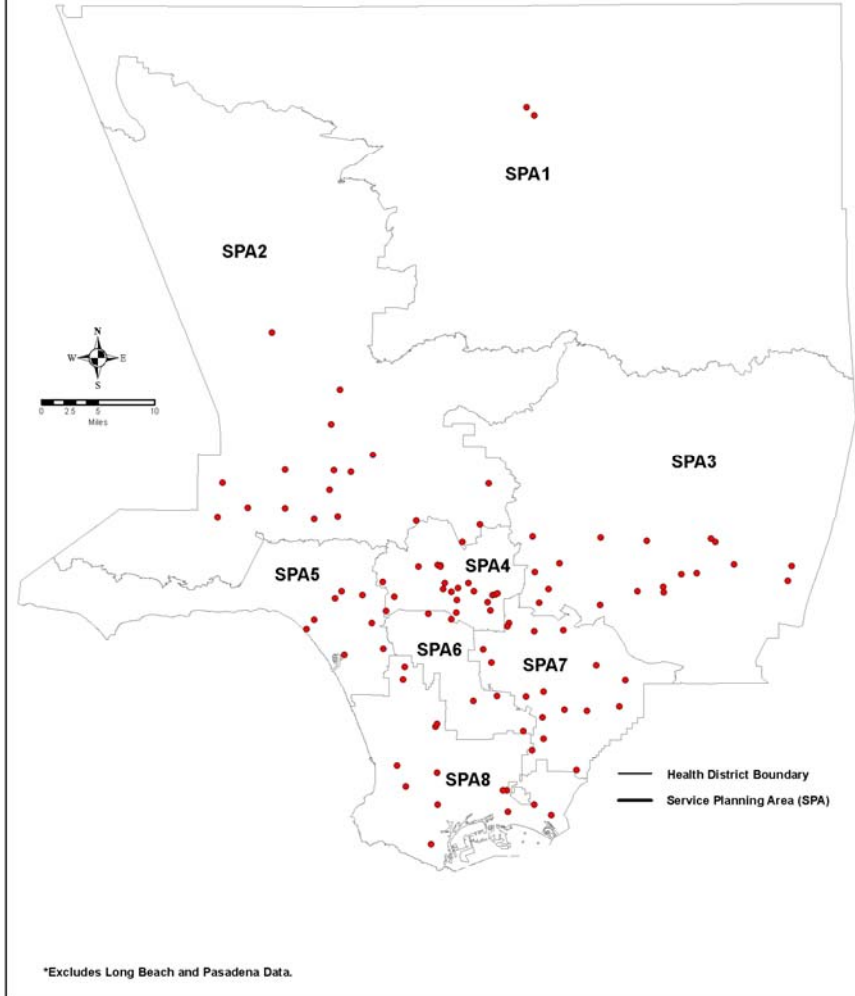 SPA1
SPA2
N
W E
S
0 2.5 5 10
Miles
SPA3
SPA4
SPA5
SPA6
SPA7
SPA8
Health District Boundary
Service Planning Area (SPA)
*Excludes Long Beach and Pasadena Data.